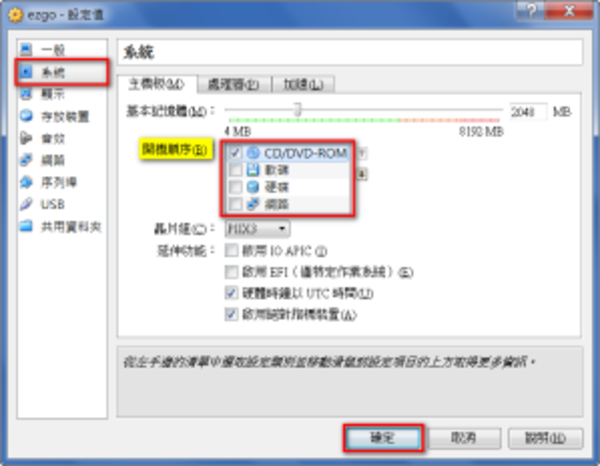 ezgo - 設定值
一般
系統
顯示
存放裝置
音效
網路
序列埠
USB
共用資料夾
系統
主機板(M) 處理器(P) 加速(L)
基本記憶體(M): 2048 MB
4 MB 8192 MB
開機順序(B)
CD/DVD-ROM
軟碟
硬碟
網路
晶片組(C): PIIX3
延伸功能: 啟用 IO APIC (I)
啟用 EFI (僅特定作業系統) (E)
硬體時鐘以 UTC 時間(U)
啟用絕對指標裝置(A)
從左手邊的清單中選取設定類別並移動滑鼠到設定項目的上方取得更多資訊。
確定 取消 說明(H)